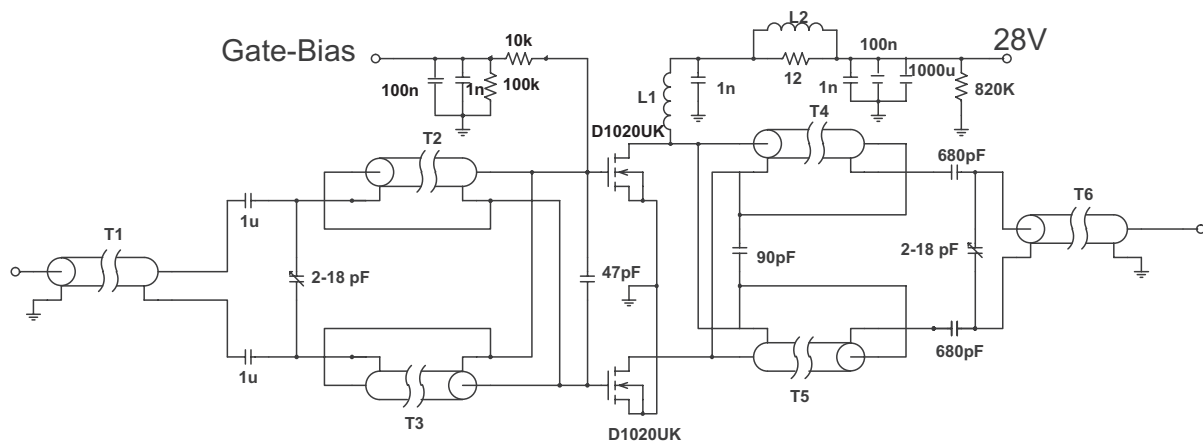 L2
10k
Gate-Bias
100n
28V
100n
1n
100k
L1
1n
12
1n
1000u
820K
D1020UK
T4
T2
680pF
T6
1u
T1
2-18 pF
47pF
90pF
2-18 pF
1u
680pF
T3
T5
D1020UK